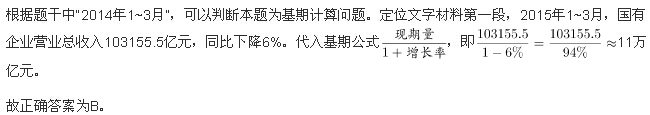 根据题干中“2014年1~3月”，可以判断本题为基期计算问题。定位文字材料第一段，2015年1~3月，国有
企业营业总收入103155.5亿元，同比下降6%。代入基期公式$\frac{现期量}{1+增长率}$，即$\frac{103155.5}{1-6\%}=\frac{103155.5}{94\%}$≈11万
亿元。
故正确答案为B。